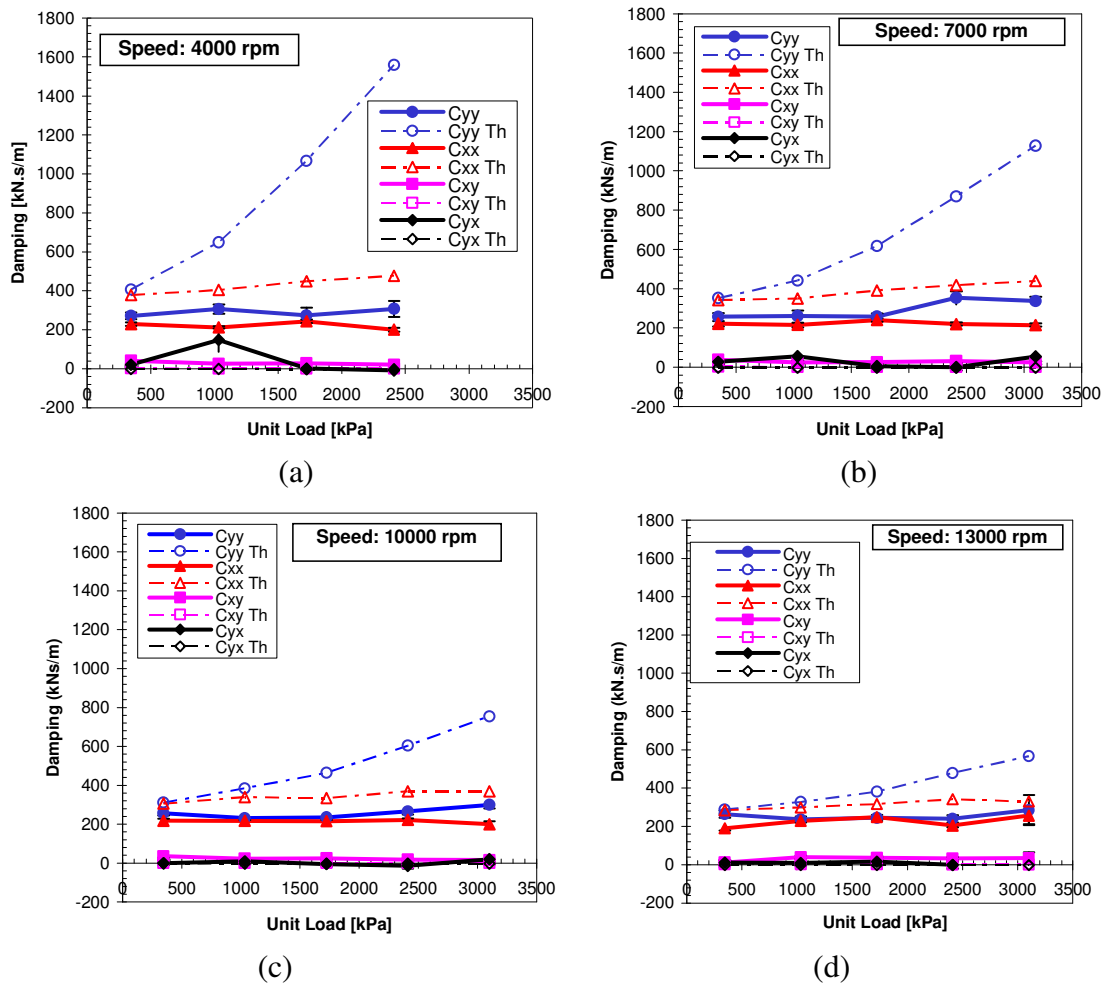 Speed: 4000 rpm
1800
1600
1400
1200
1000
800
600
400
200
0
-200
Damping [kN.s/m]
Cyy
Cyy Th
Cxx
Cxx Th
Cxy
Cxy Th
Cyx
Cyx Th
0 500 1000 1500 2000 2500 3000 3500
Unit Load [kPa]
(a)
Speed: 7000 rpm
1800
1600
1400
1200
1000
800
600
400
200
0
-200
Damping (kNs/m)
Cyy
Cyy Th
Cxx
Cxx Th
Cxy
Cxy Th
Cyx
Cyx Th
0 500 1000 1500 2000 2500 3000 3500
Unit Load [kPa]
(b)
Speed: 10000 rpm
1800
1600
1400
1200
1000
800
600
400
200
0
-200
Damping (kNs/m)
Cyy
Cyy Th
Cxx
Cxx Th
Cxy
Cxy Th
Cyx
Cyx Th
0 500 1000 1500 2000 2500 3000 3500
Unit Load [kPa]
(c)
Speed: 13000 rpm
1800
1600
1400
1200
1000
800
600
400
200
0
-200
Damping (kN.s/m)
Cyy
Cyy Th
Cxx
Cxx Th
Cxy
Cxy Th
Cyx
Cyx Th
0 500 1000 1500 2000 2500 3000 3500
Unit Load [kPa]
(d)